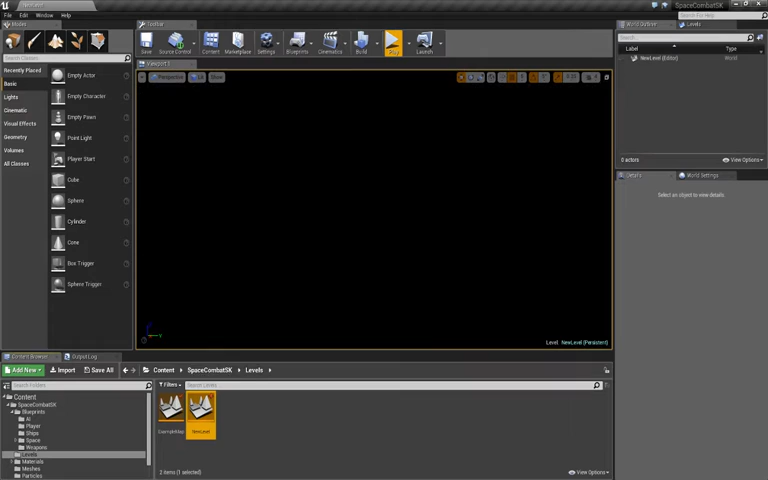 SpaceCombatSK
File Edit Window Help
Search For Help
Modes
Toolbar
World Outliner
Levels
Save
Source Control
Content
Marketplace
Settings
Blueprints
Cinematics
Build
Play
Launch
Search...
Label
Type
Search Classes
Viewport 1
NewLevel (Editor)
World
Recently Placed
Basic
Lights
Cinematic
Visual Effects
Geometry
Volumes
All Classes
Empty Actor
Empty Character
Empty Pawn
Point Light
Player Start
Cube
Sphere
Cylinder
Cone
Box Trigger
Sphere Trigger
Perspective
Lit
Show
0 actors
View Options
Details
World Settings
Select an object to view details.
Level: NewLevel (Persistent)
Content Browser
Output Log
Add New
Import
Save All
Content
SpaceCombatSK
Levels
Search Folders
Filters
Search Levels
Content
SpaceCombatSK
Blueprints
AI
Player
Ships
Space
Weapons
Levels
Materials
Meshes
Particles
NewLevel
2 items (1 selected)
View Options